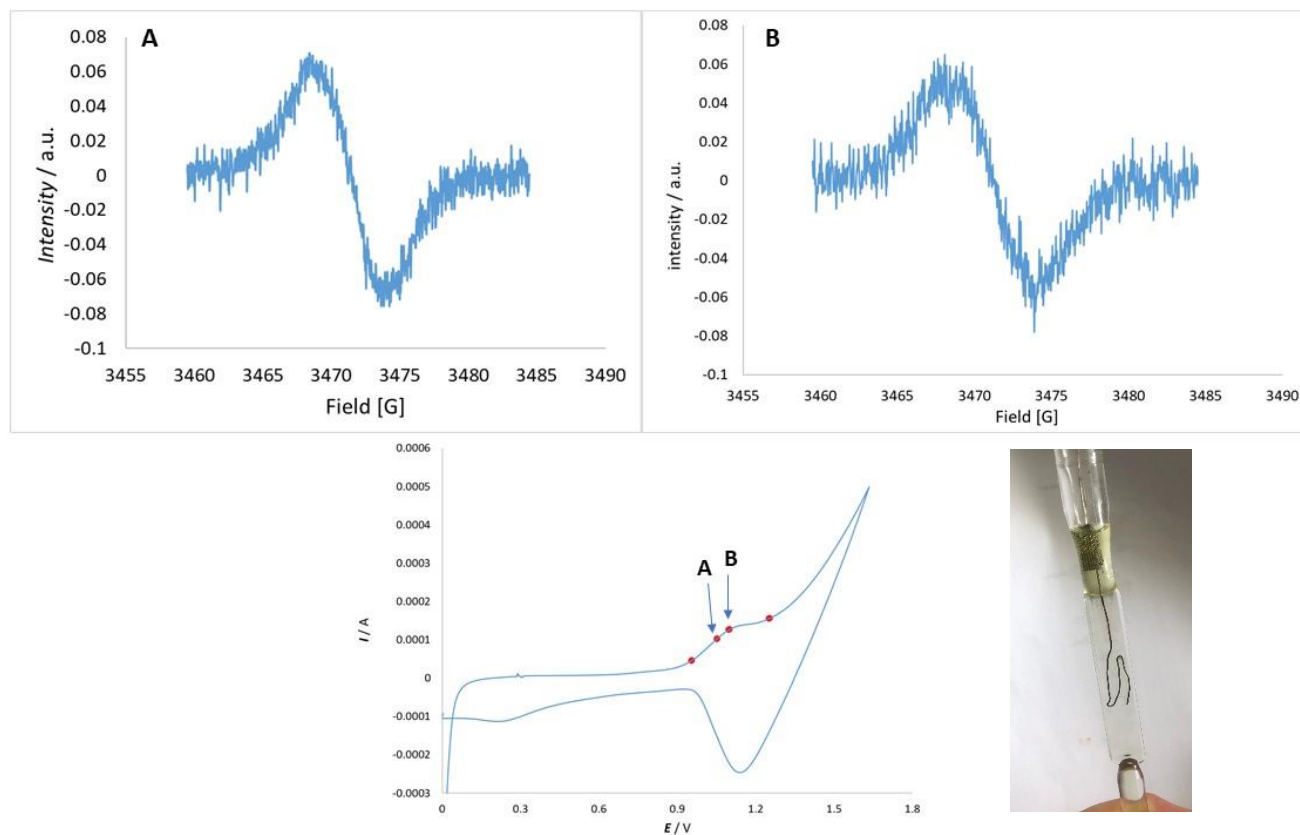 A
0.08
0.06
0.04
0.02
0
-0.02
-0.04
-0.06
-0.08
-0.1
Intensity / a.u.
3455 3460 3465 3470 3475 3480 3485 3490
Field [G]
B
0.08
0.06
0.04
0.02
0
-0.02
-0.04
-0.06
-0.08
-0.1
intensity / a.u.
3455 3460 3465 3470 3475 3480 3485 3490
Field [G]
0.0006
0.0005
0.0004
0.0003
0.0002
0.0001
0
-0.0001
-0.0002
-0.0003
I / A
A B
0 0.3 0.6 0.9 1.2 1.5 1.8
E / V